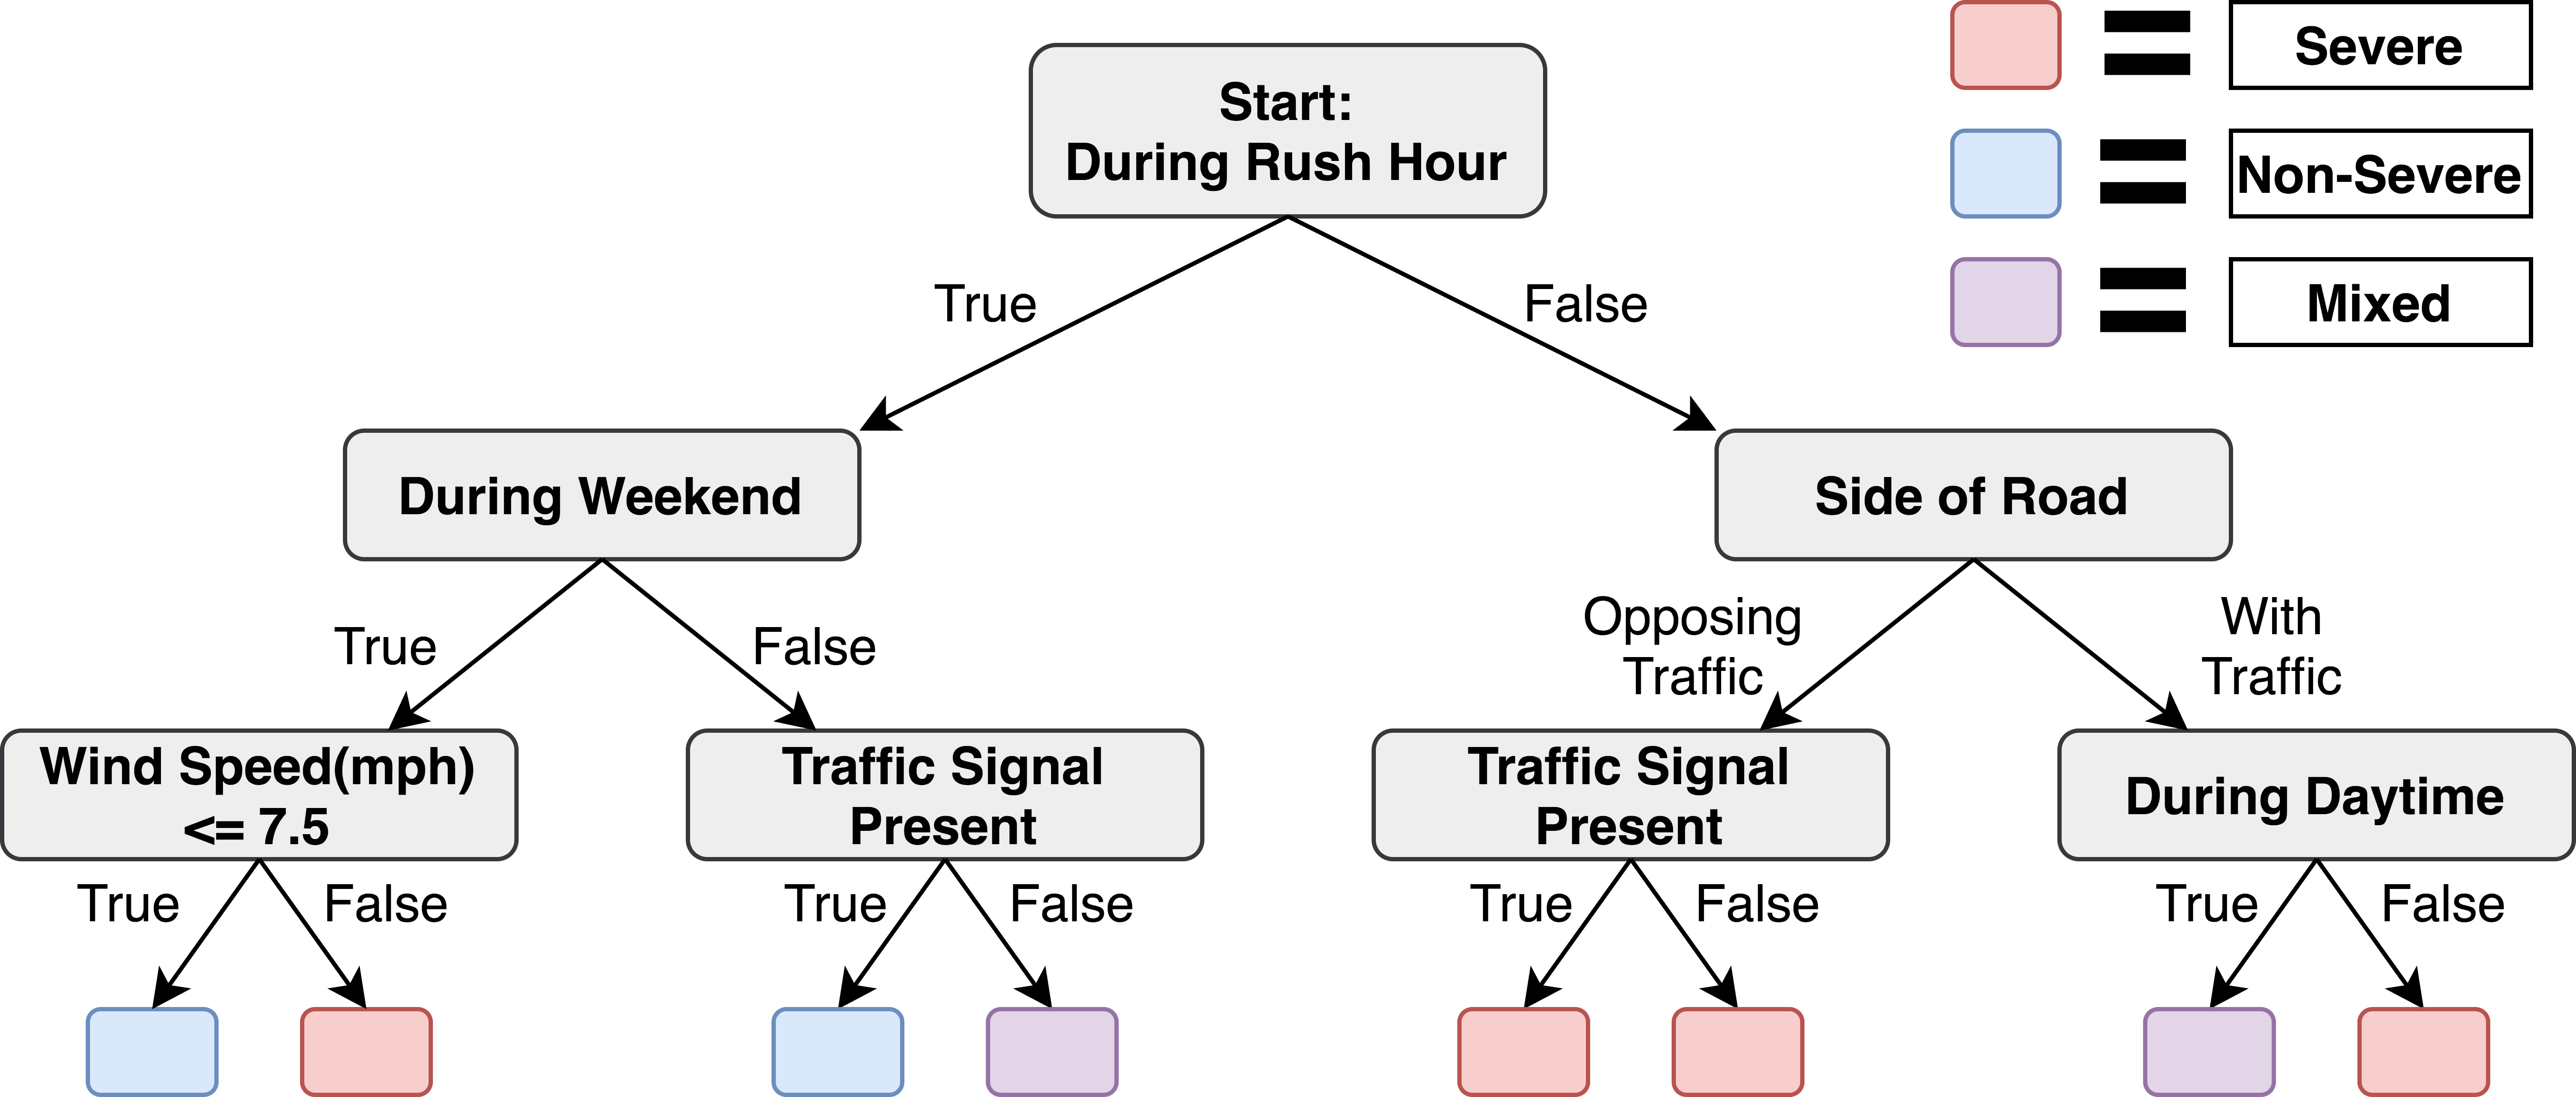 Severe
Start:
During Rush Hour
Non-Severe
True
False
Mixed
During Weekend
Side of Road
True
False
Opposing
Traffic
With
Traffic
Wind Speed(mph)
<= 7.5
Traffic Signal
Present
Traffic Signal
Present
During Daytime
True
False
True
False
True
False
True
False